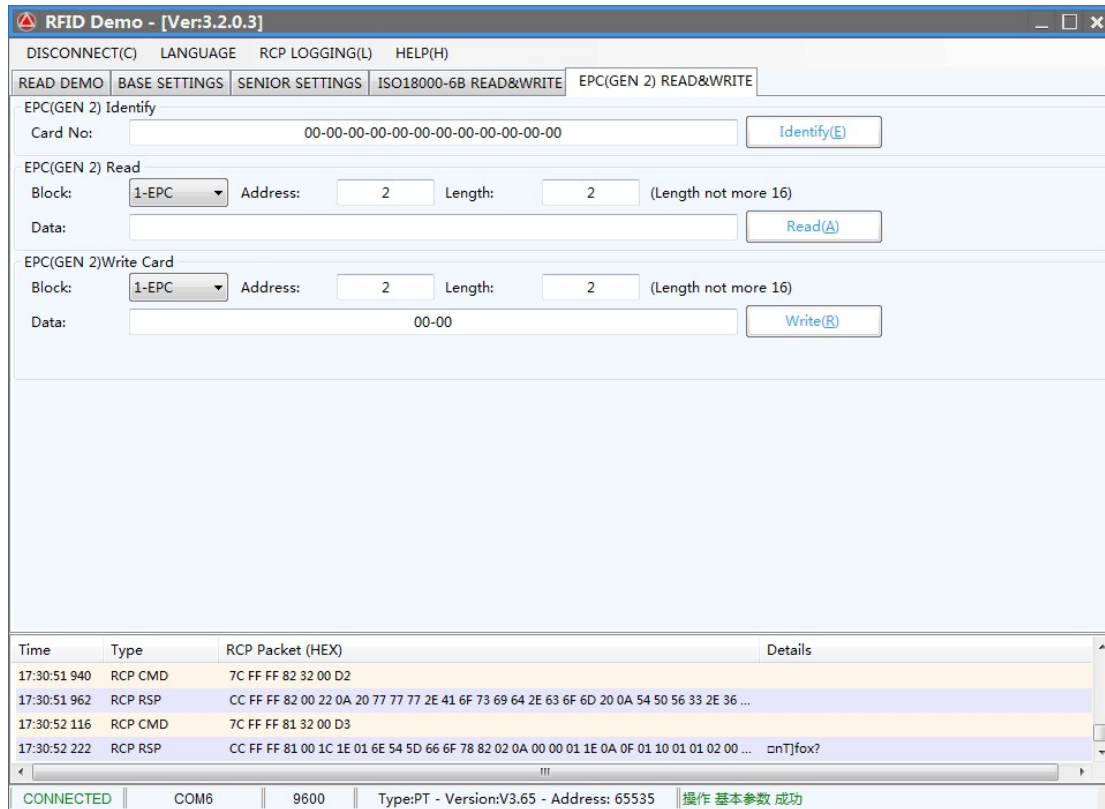 RFID Demo - [Ver:3.2.0.3]
DISCONNECT(C) LANGUAGE RCP LOGGING(L) HELP(H)
READ DEMO BASE SETTINGS SENIOR SETTINGS ISO18000-6B READ&WRITE EPC(GEN 2) READ&WRITE
EPC(GEN 2) Identify
Card No: 00-00-00-00-00-00-00-00-00-00-00-00 Identify(E)
EPC(GEN 2) Read
Block: 1-EPC Address: 2 Length: 2 (Length not more 16)
Data: Read(A)
EPC(GEN 2)Write Card
Block: 1-EPC Address: 2 Length: 2 (Length not more 16)
Data: 00-00 Write(R)
Time Type RCP Packet (HEX) Details
17:30:51 940 RCP CMD 7C FF FF 82 32 00 D2
17:30:51 962 RCP RSP CC FF FF 82 00 22 0A 20 77 77 77 2E 41 6F 73 69 64 2E 63 6F 6D 20 0A 54 50 56 33 2E 36 ...
17:30:52 116 RCP CMD 7C FF FF 81 32 00 D3
17:30:52 222 RCP RSP CC FF FF 81 00 1C 1E 01 6E 54 5D 66 6F 78 82 02 0A 00 00 01 1E 0A 0F 01 10 01 01 02 00 ... □nT]fox?
CONNECTED COM6 9600 Type:PT - Version:V3.65 - Address: 65535 操作 基本参数 成功